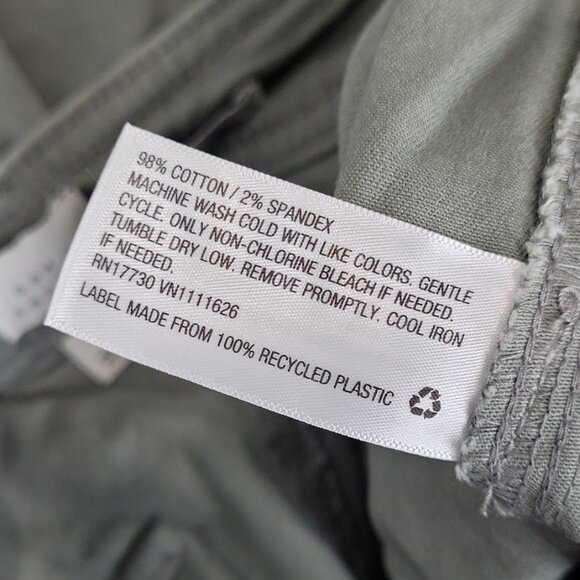 98% COTTON / 2% SPANDEX
MACHINE WASH COLD WITH LIKE COLORS. GENTLE
CYCLE. ONLY NON-CHLORINE BLEACH IF NEEDED.
TUMBLE DRY LOW. REMOVE PROMPTLY. COOL IRON
IF NEEDED.
RN17730 VN1111626
LABEL MADE FROM 100% RECYCLED PLASTIC